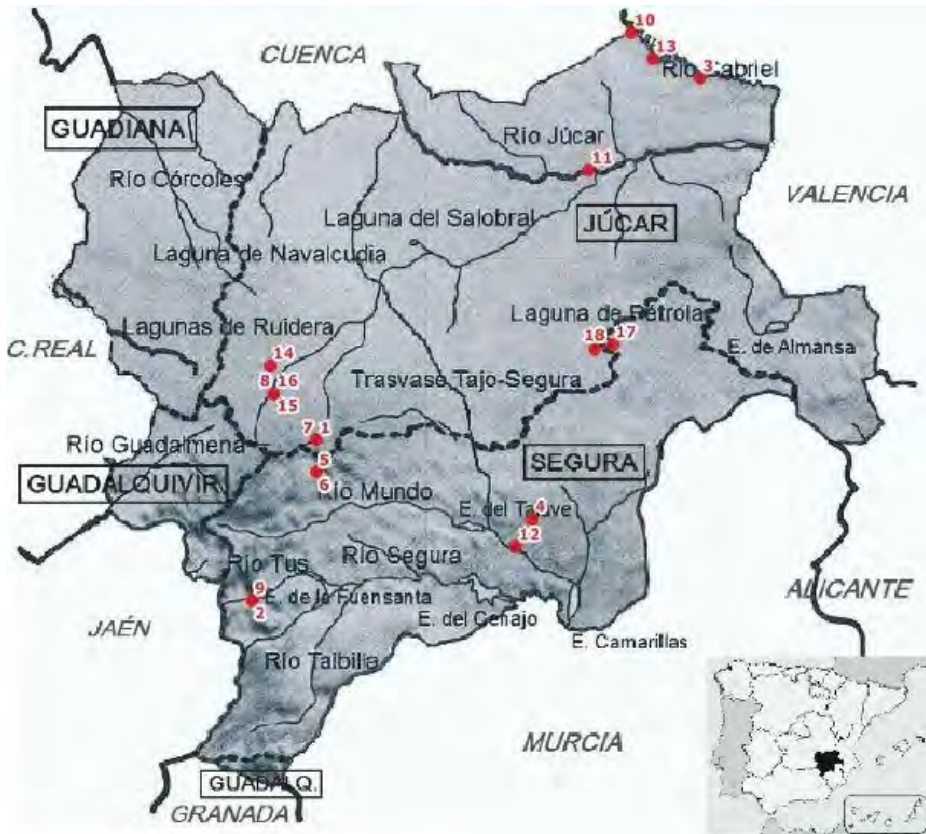 10
CUENCA
13
3
Río Cabriel
GUADIANA
Río Júcar
11
Río Córcoles
VALENCIA
Laguna del Salobral
JÚCAR
Laguna de Navalcudia
Laguna de Pétrola
Lagunas de Ruidera
18
17
E. de Almansa
C.REAL
14
8
16
Trasvase Tajo-Segura
15
7
1
Río Guadalmena
5
SEGURA
GUADALQUIVIR
6
Río Mundo
4
E. del Talave
12
Río Segura
Río Tus
9
E. de la Fuensanta
2
ALICANTE
E. del Cenajo
JAÉN
E. Camarillas
Río Taibilla
MURCIA
GUADALQ.
GRANADA